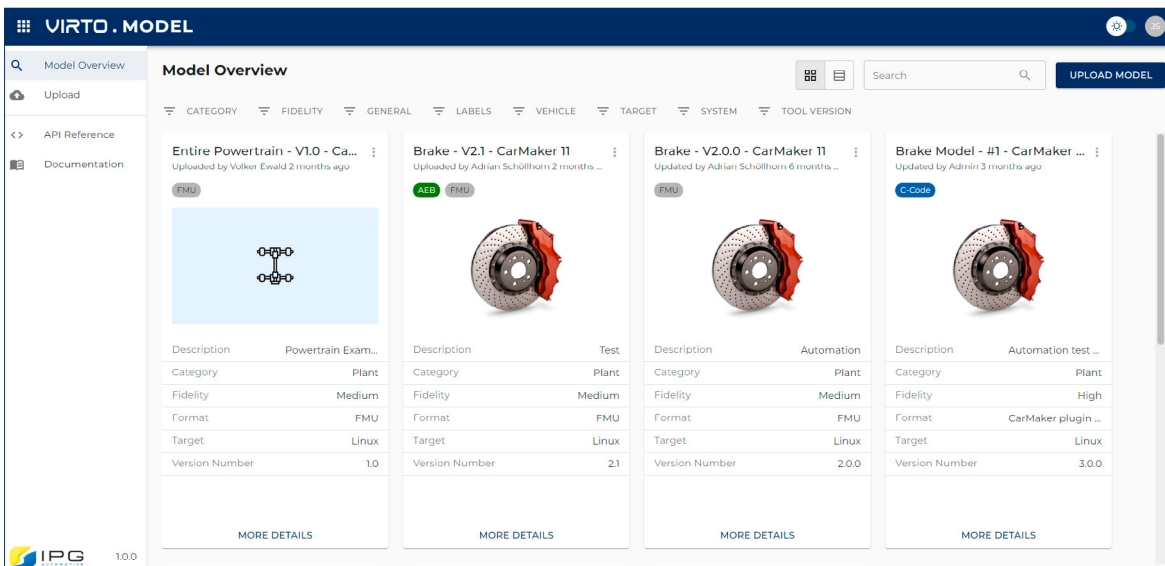 VIRTO.MODEL
JS
Model Overview
Upload
API Reference
Documentation
Model Overview
Search
UPLOAD MODEL
CATEGORY FIDELITY GENERAL LABELS VEHICLE TARGET SYSTEM TOOL VERSION
Entire Powertrain - V1.0 - Ca...
Uploaded by Volker Ewald 2 months ago
FMU
Description Powertrain Exam...
Category Plant
Fidelity Medium
Format FMU
Target Linux
Version Number 1.0
MORE DETAILS
Brake - V2.1 - CarMaker 11
Uploaded by Adrian Schöllhorn 2 months ...
AEB FMU
Description Test
Category Plant
Fidelity Medium
Format FMU
Target Linux
Version Number 2.1
MORE DETAILS
Brake - V2.0.0 - CarMaker 11
Updated by Adrian Schöllhorn 6 months ...
FMU
Description Automation
Category Plant
Fidelity Medium
Format FMU
Target Linux
Version Number 2.0.0
MORE DETAILS
Brake Model - #1 - CarMaker ...
Updated by Admin 3 months ago
C-Code
Description Automation test ...
Category Plant
Fidelity High
Format CarMaker plugin ...
Target Linux
Version Number 3.0.0
MORE DETAILS
IPG
AUTOMOTIVE
1.0.0